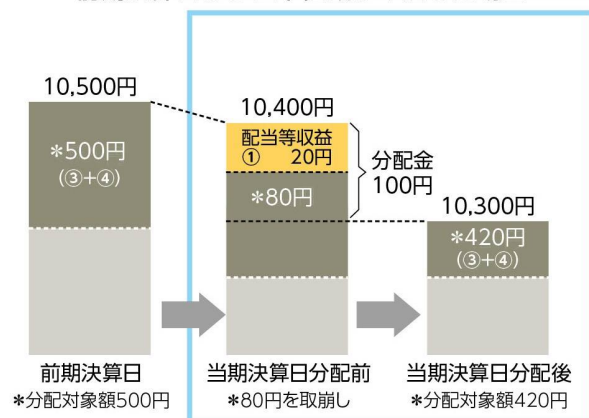 10,500円
*500円
(③+④)
10,400円
配当等収益
① 20円
*80円
分配金
100円
10,300円
*420円
(③+④)
前期決算日
*分配対象額500円
当期決算日分配前
*80円を取崩し
当期決算日分配後
*分配対象額420円